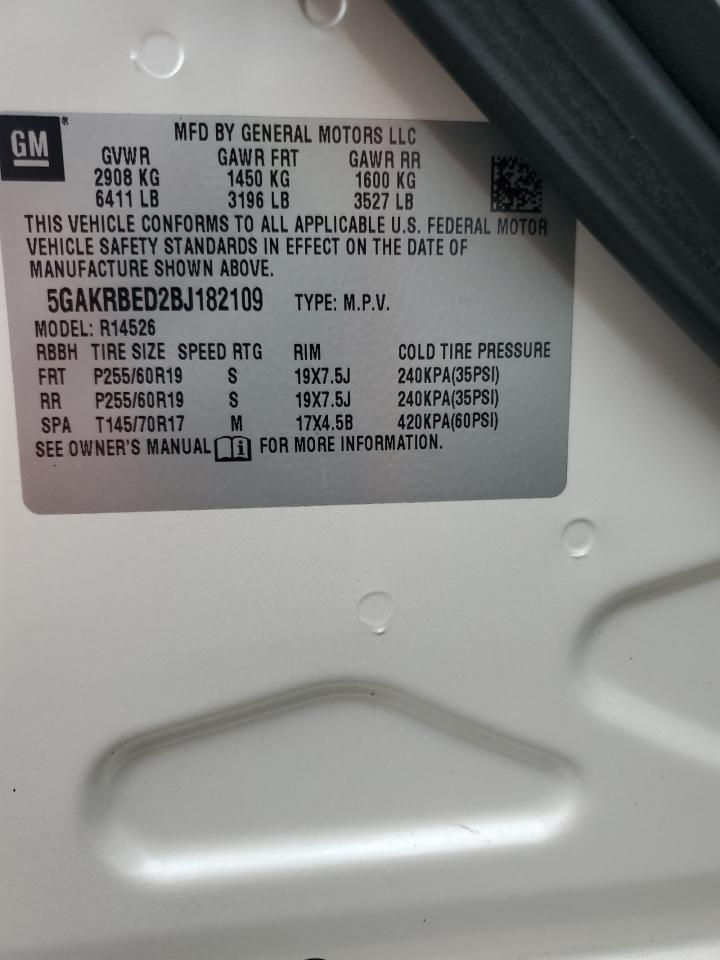 GM
MFD BY GENERAL MOTORS LLC
GVWR GAWR FRT GAWR RR
2908 KG 1450 KG 1600 KG
6411 LB 3196 LB 3527 LB
THIS VEHICLE CONFORMS TO ALL APPLICABLE U.S. FEDERAL MOTOR
VEHICLE SAFETY STANDARDS IN EFFECT ON THE DATE OF
MANUFACTURE SHOWN ABOVE.
5GAKRBED2BJ182109 TYPE: M.P.V.
MODEL: R14526
RBBH TIRE SIZE SPEED RTG RIM COLD TIRE PRESSURE
FRT P255/60R19 S 19X7.5J 240KPA(35PSI)
RR P255/60R19 S 19X7.5J 240KPA(35PSI)
SPA T145/70R17 M 17X4.5B 420KPA(60PSI)
SEE OWNER'S MANUAL i FOR MORE INFORMATION.